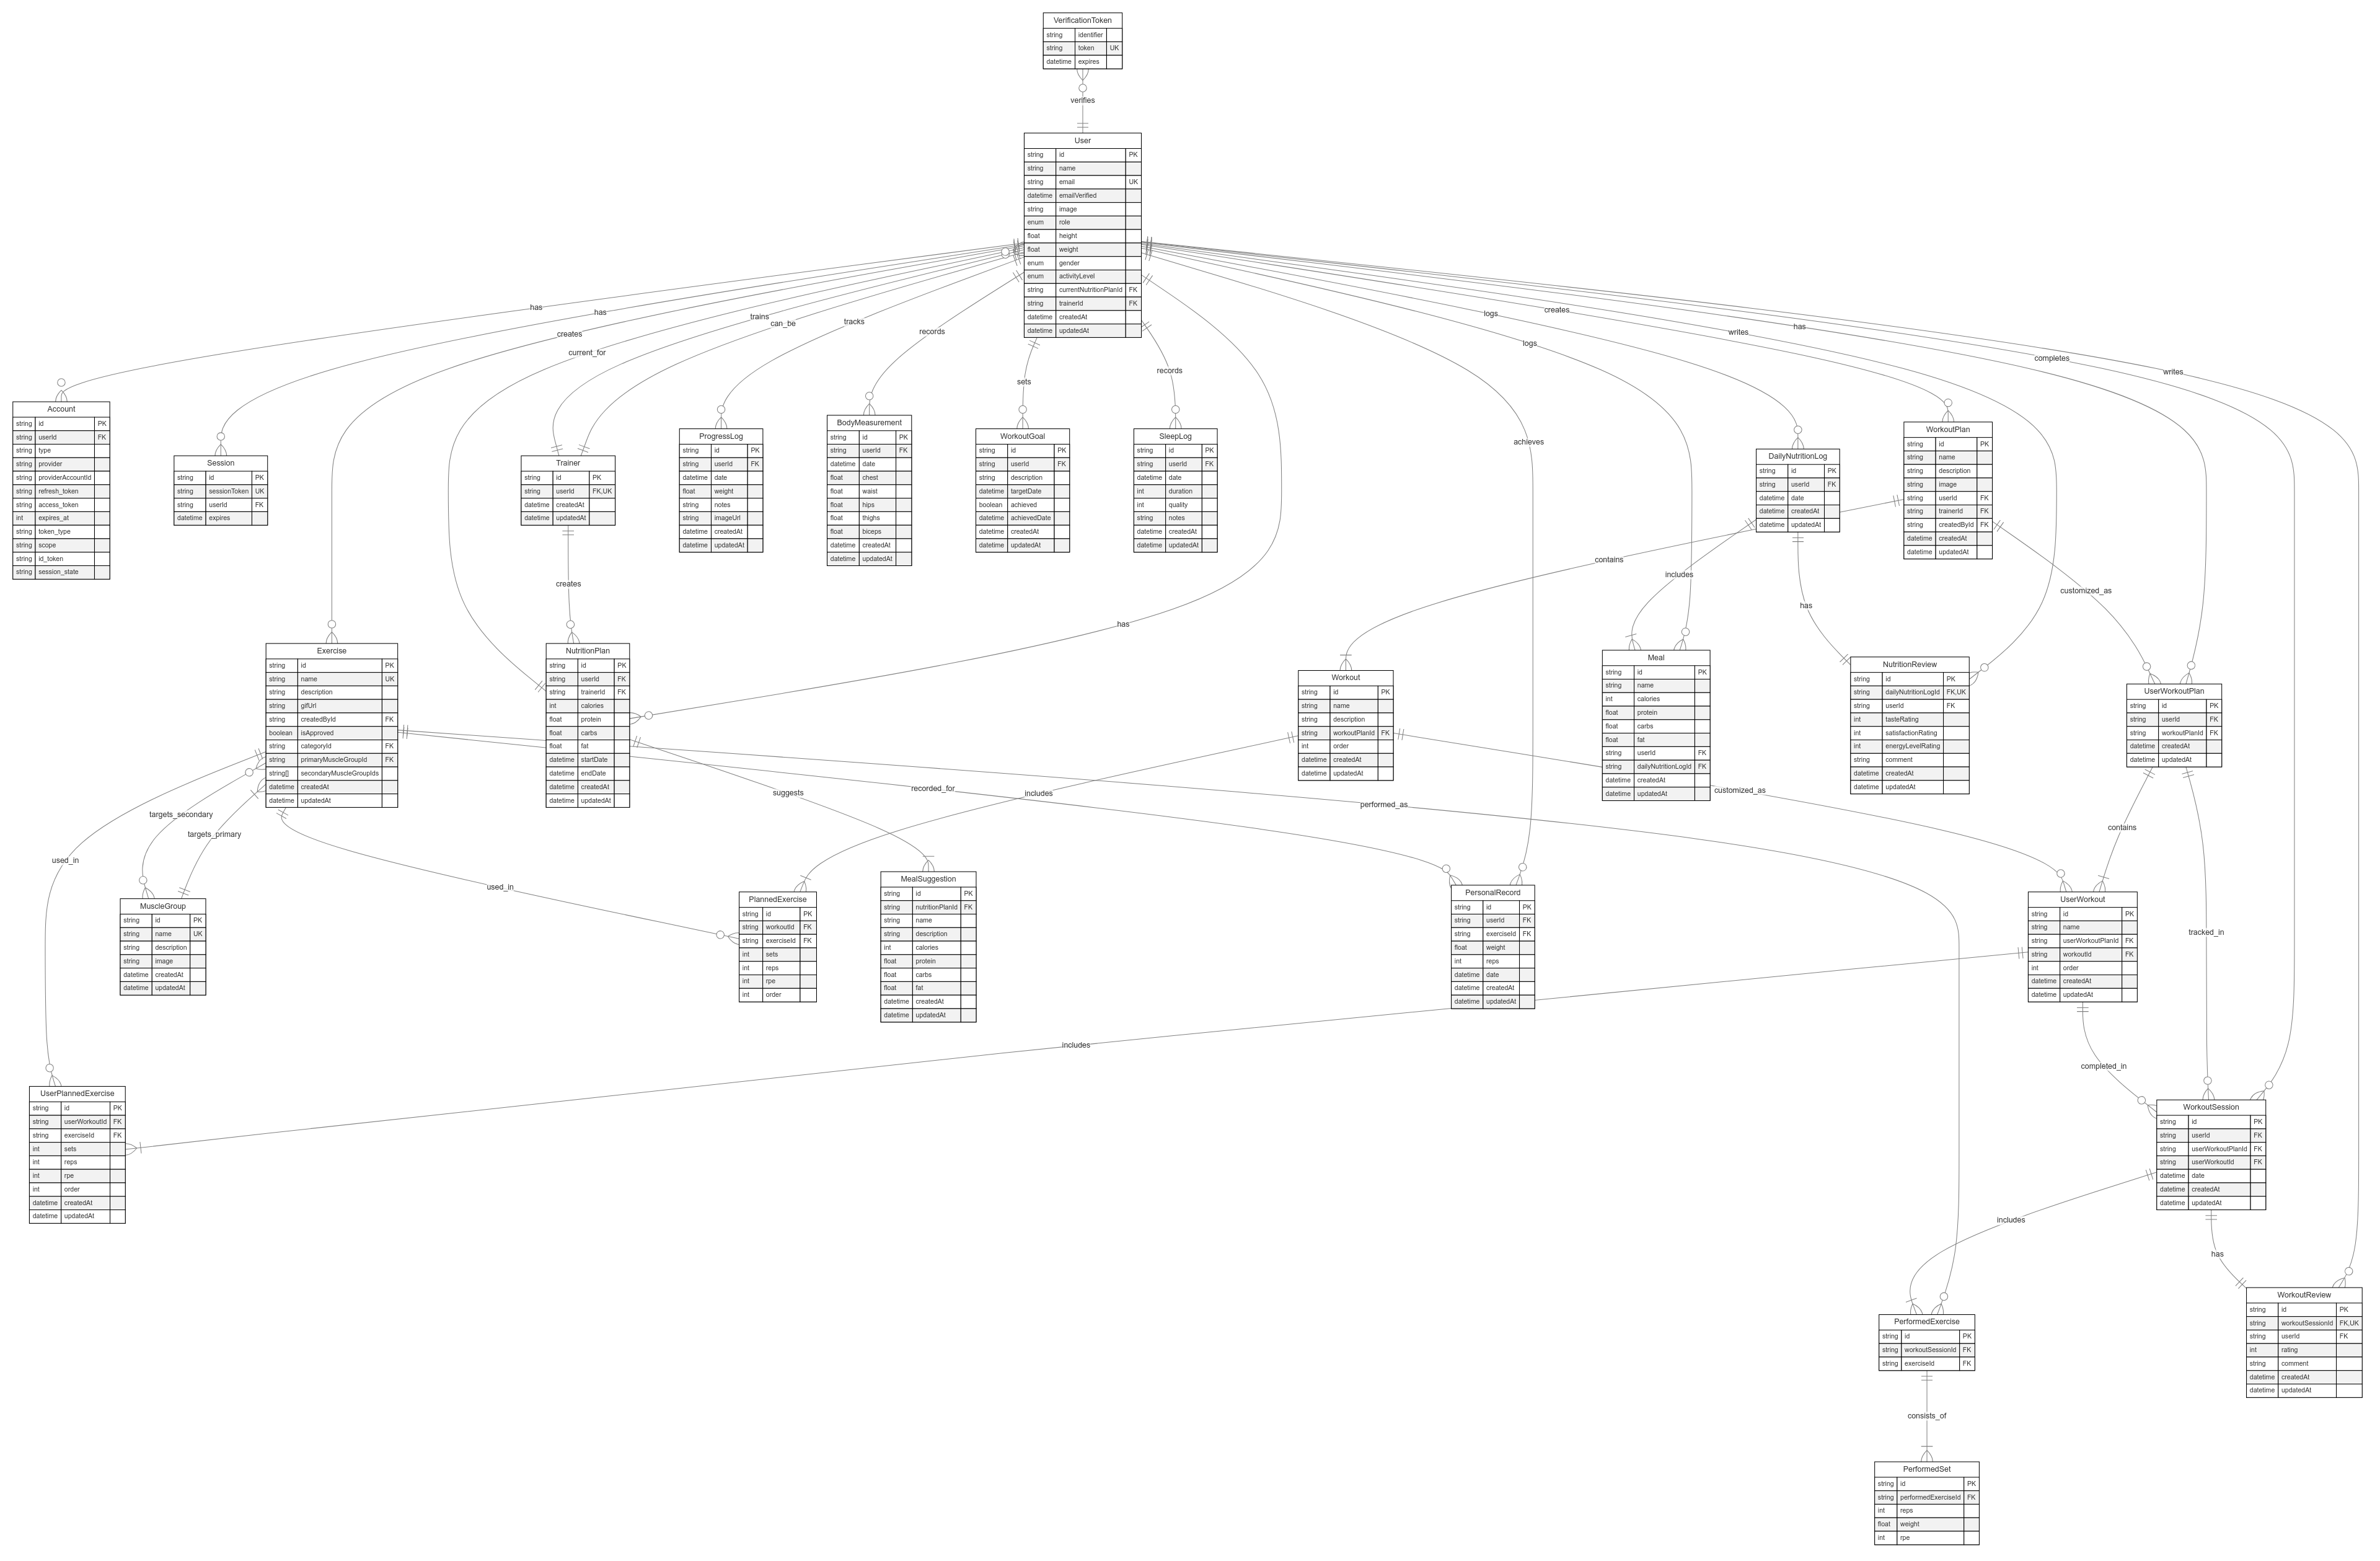 VerificationToken
string identifier
string token UK
datetime expires
verifies
User
string id PK
string name
string email UK
datetime emailVerified
string image
enum role
float height
float weight
enum gender
enum activityLevel
string currentNutritionPlanId FK
string trainerId FK
datetime createdAt
datetime updatedAt
has
has
creates
current_for
trains
can_be
tracks
records
sets
records
achieves
logs
logs
creates
writes
has
completes
writes
Account
string id PK
string userId FK
string type
string provider
string providerAccountId
string refresh_token
string access_token
int expires_at
string token_type
string scope
string id_token
string session_state
Session
string id PK
string sessionToken UK
string userId FK
datetime expires
Trainer
string id PK
string userId FK,UK
datetime createdAt
datetime updatedAt
ProgressLog
string id PK
string userId FK
datetime date
float weight
string notes
string imageUrl
datetime createdAt
datetime updatedAt
BodyMeasurement
string id PK
string userId FK
datetime date
float chest
float waist
float hips
float thighs
float biceps
datetime createdAt
datetime updatedAt
WorkoutGoal
string id PK
string userId FK
string description
datetime targetDate
boolean achieved
datetime achievedDate
datetime createdAt
datetime updatedAt
SleepLog
string id PK
string userId FK
datetime date
int duration
int quality
string notes
datetime createdAt
datetime updatedAt
DailyNutritionLog
string id PK
string userId FK
datetime date
datetime createdAt
datetime updatedAt
WorkoutPlan
string id PK
string name
string description
string image
string userId FK
string trainerId FK
string createdById FK
datetime createdAt
datetime updatedAt
creates
has
contains
includes
has
customized_as
Exercise
string id PK
string name UK
string description
string gifUrl
string createdById FK
boolean isApproved
string categoryId FK
string primaryMuscleGroupId FK
string[] secondaryMuscleGroupIds
datetime createdAt
datetime updatedAt
NutritionPlan
string id PK
string userId FK
string trainerId FK
int calories
float protein
float carbs
float fat
datetime startDate
datetime endDate
datetime createdAt
datetime updatedAt
Workout
string id PK
string name
string description
string workoutPlanId FK
int order
datetime createdAt
datetime updatedAt
Meal
string id PK
string name
int calories
float protein
float carbs
float fat
string userId FK
string dailyNutritionLogId FK
datetime createdAt
datetime updatedAt
NutritionReview
string id PK
string dailyNutritionLogId FK,UK
string userId FK
int tasteRating
int satisfactionRating
int energyLevelRating
string comment
datetime createdAt
datetime updatedAt
UserWorkoutPlan
string id PK
string userId FK
string workoutPlanId FK
datetime createdAt
datetime updatedAt
used_in
targets_secondary
targets_primary
used_in
suggests
recorded_for
includes
performed_as
customized_as
contains
tracked_in
MuscleGroup
string id PK
string name UK
string description
string image
datetime createdAt
datetime updatedAt
PlannedExercise
string id PK
string workoutId FK
string exerciseId FK
int sets
int reps
int rpe
int order
MealSuggestion
string id PK
string nutritionPlanId FK
string name
string description
int calories
float protein
float carbs
float fat
datetime createdAt
datetime updatedAt
PersonalRecord
string id PK
string userId FK
string exerciseId FK
float weight
int reps
datetime date
datetime createdAt
datetime updatedAt
UserWorkout
string id PK
string name
string userWorkoutPlanId FK
string workoutId FK
int order
datetime createdAt
datetime updatedAt
includes
completed_in
UserPlannedExercise
string id PK
string userWorkoutId FK
string exerciseId FK
int sets
int reps
int rpe
int order
datetime createdAt
datetime updatedAt
WorkoutSession
string id PK
string userId FK
string userWorkoutPlanId FK
string userWorkoutId FK
datetime date
datetime createdAt
datetime updatedAt
includes
has
PerformedExercise
string id PK
string workoutSessionId FK
string exerciseId FK
WorkoutReview
string id PK
string workoutSessionId FK,UK
string userId FK
int rating
string comment
datetime createdAt
datetime updatedAt
consists_of
PerformedSet
string id PK
string performedExerciseId FK
int reps
float weight
int rpe